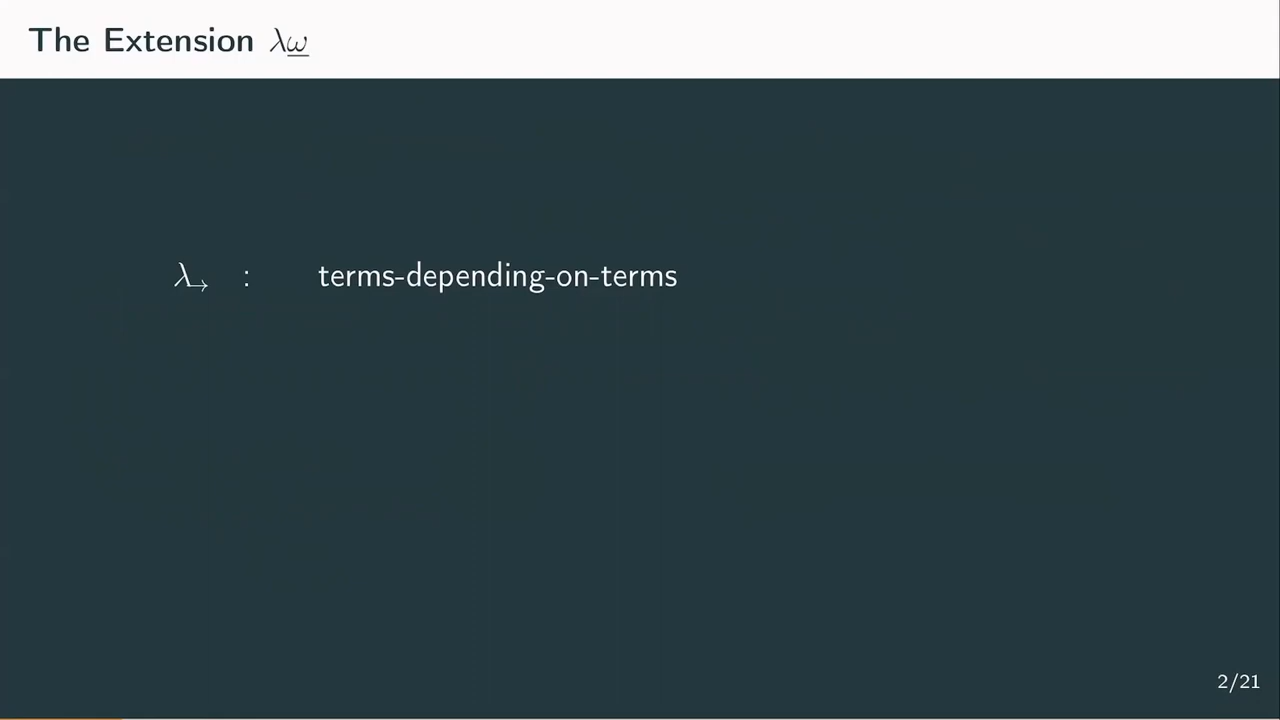 The Extension λω̲
λ→ : terms-depending-on-terms
2/21